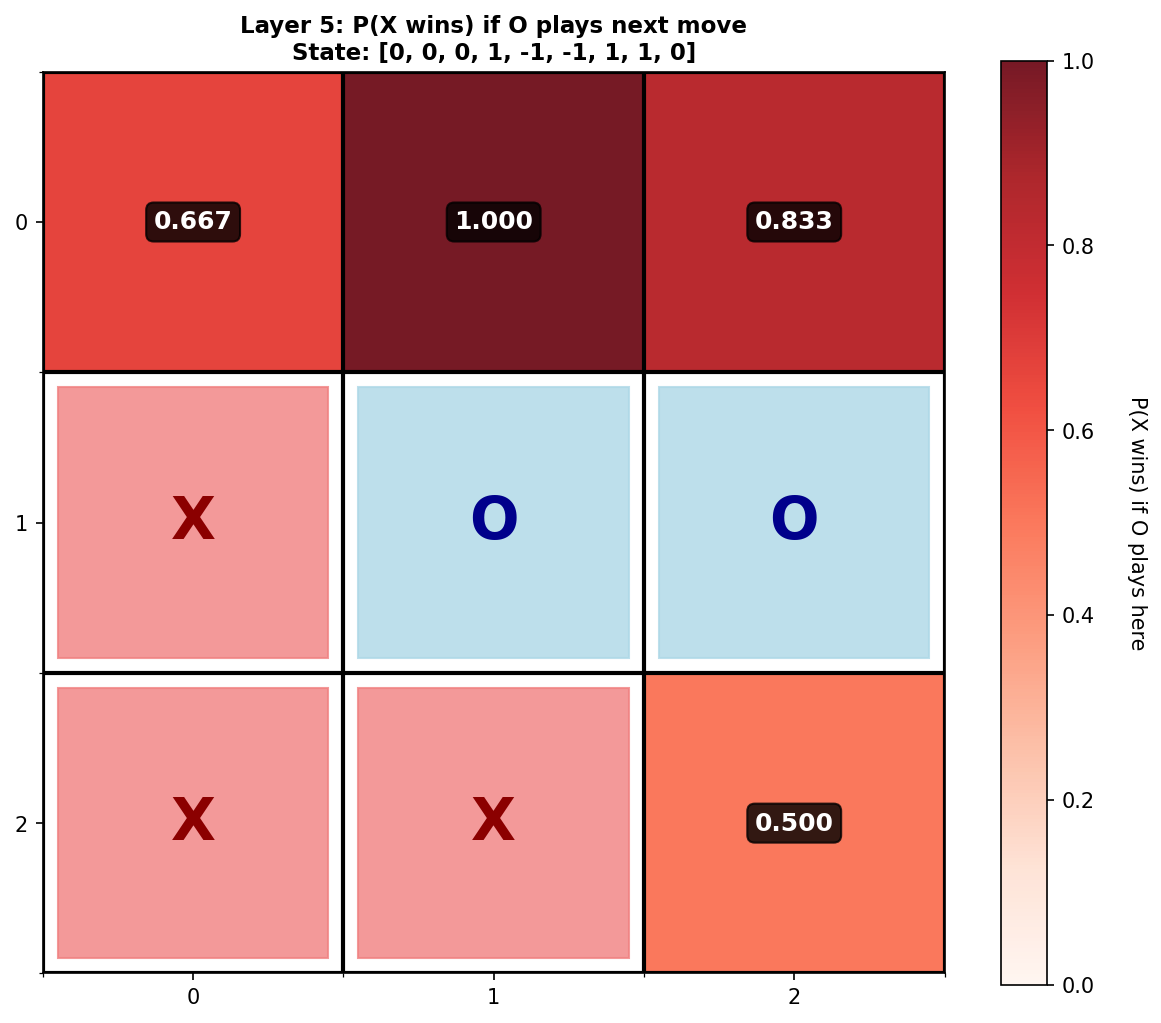 Layer 5: P(X wins) if O plays next move
State: [0, 0, 0, 1, -1, -1, 1, 1, 0]
0
0.667
1.000
0.833
1
X
O
O
2
X
X
0.500
0
1
2
1.0
0.8
0.6
0.4
0.2
0.0
P(X wins) if O plays here